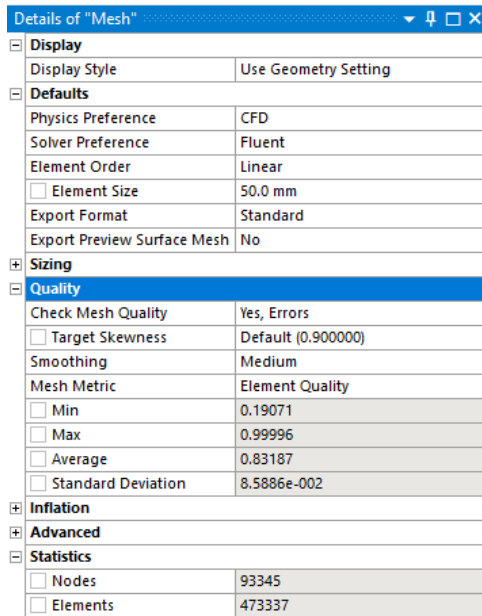 Details of "Mesh"
Display
Display Style Use Geometry Setting
Defaults
Physics Preference CFD
Solver Preference Fluent
Element Order Linear
Element Size 50.0 mm
Export Format Standard
Export Preview Surface Mesh No
Sizing
Quality
Check Mesh Quality Yes, Errors
Target Skewness Default (0.900000)
Smoothing Medium
Mesh Metric Element Quality
Min 0.19071
Max 0.99996
Average 0.83187
Standard Deviation 8.5886e-002
Inflation
Advanced
Statistics
Nodes 93345
Elements 473337